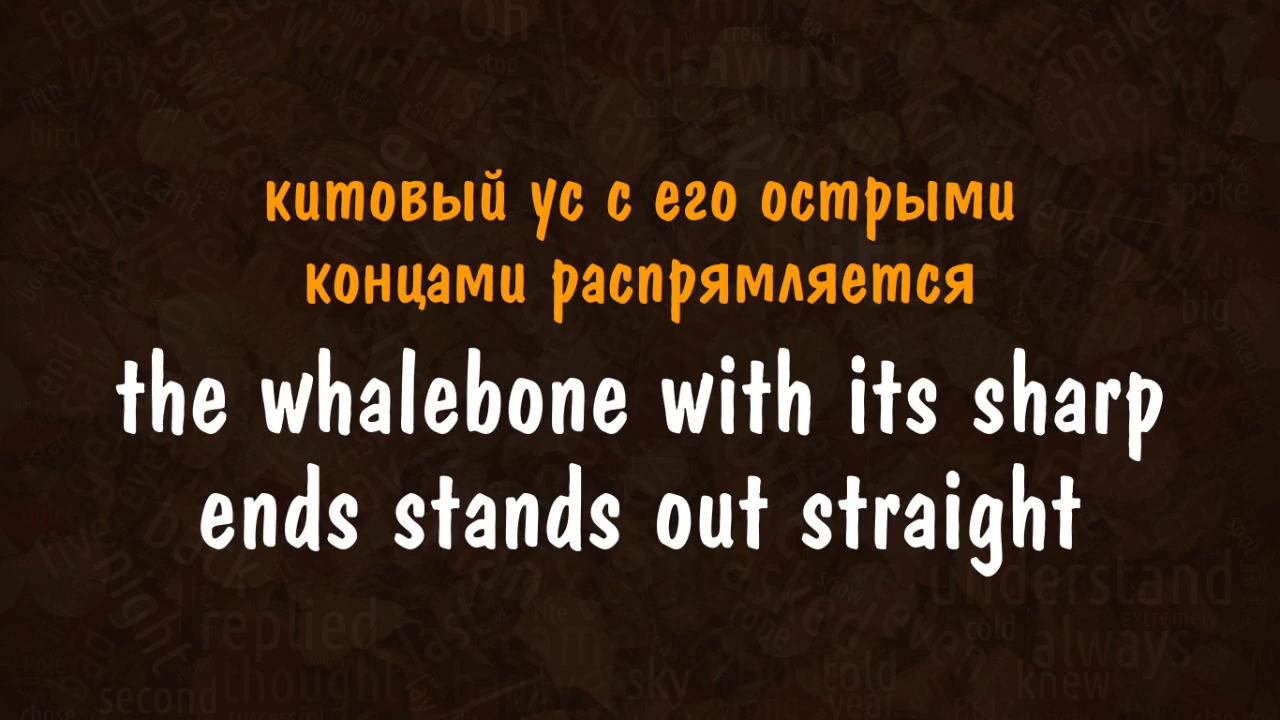 китовый ус с его острыми
концами распрямляется
the whalebone with its sharp
ends stands out straight